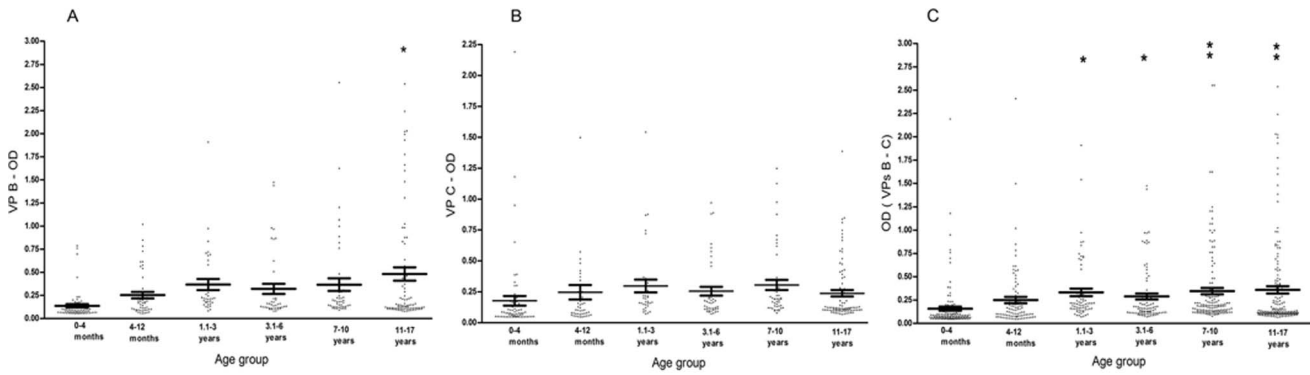 A
VP B - OD
3.00
2.75
2.50
2.25
2.00
1.75
1.50
1.25
1.00
0.75
0.50
0.25
0.00
*
0-4 4-12 1.1-3 3.1-6 7-10 11-17
months months years years years years
Age group
B
VP C - OD
2.25
2.00
1.75
1.50
1.25
1.00
0.75
0.50
0.25
0.00
0-4 4-12 1.1-3 3.1-6 7-10 11-17
months months years years years years
Age group
C
OD ( VPs B - C)
3.00
2.75
2.50
2.25
2.00
1.75
1.50
1.25
1.00
0.75
0.50
0.25
0.00
* *
* * * *
0-4 4-12 1.1-3 3.1-6 7-10 11-17
months months years years years years
Age group